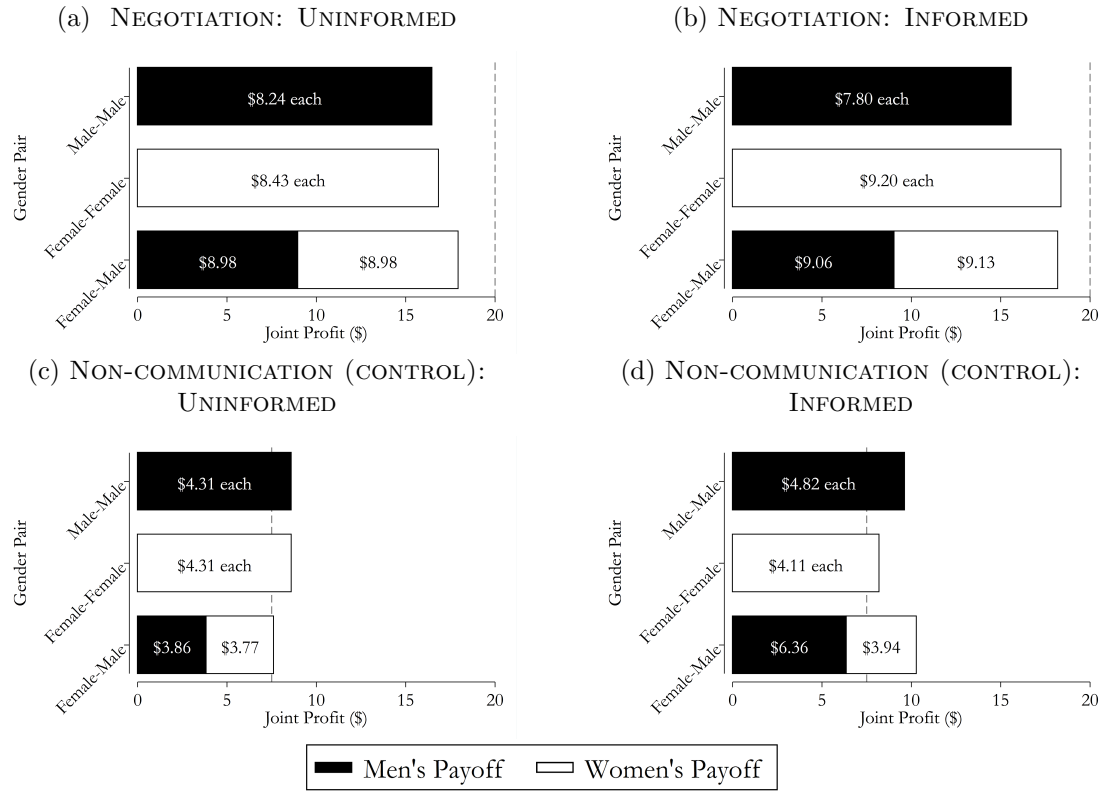 (a) Negotiation: Uninformed
Gender Pair
Male-Male
$8.24 each
Female-Female
$8.43 each
Female-Male
$8.98 $8.98
0 5 10 15 20
Joint Profit ($)
(b) Negotiation: Informed
Gender Pair
Male-Male
$7.80 each
Female-Female
$9.20 each
Female-Male
$9.06 $9.13
0 5 10 15 20
Joint Profit ($)
(c) Non-communication (control):
Uninformed
Gender Pair
Male-Male
$4.31 each
Female-Female
$4.31 each
Female-Male
$3.86 $3.77
0 5 10 15 20
Joint Profit ($)
(d) Non-communication (control):
Informed
Gender Pair
Male-Male
$4.82 each
Female-Female
$4.11 each
Female-Male
$6.36 $3.94
0 5 10 15 20
Joint Profit ($)
Men's Payoff Women's Payoff